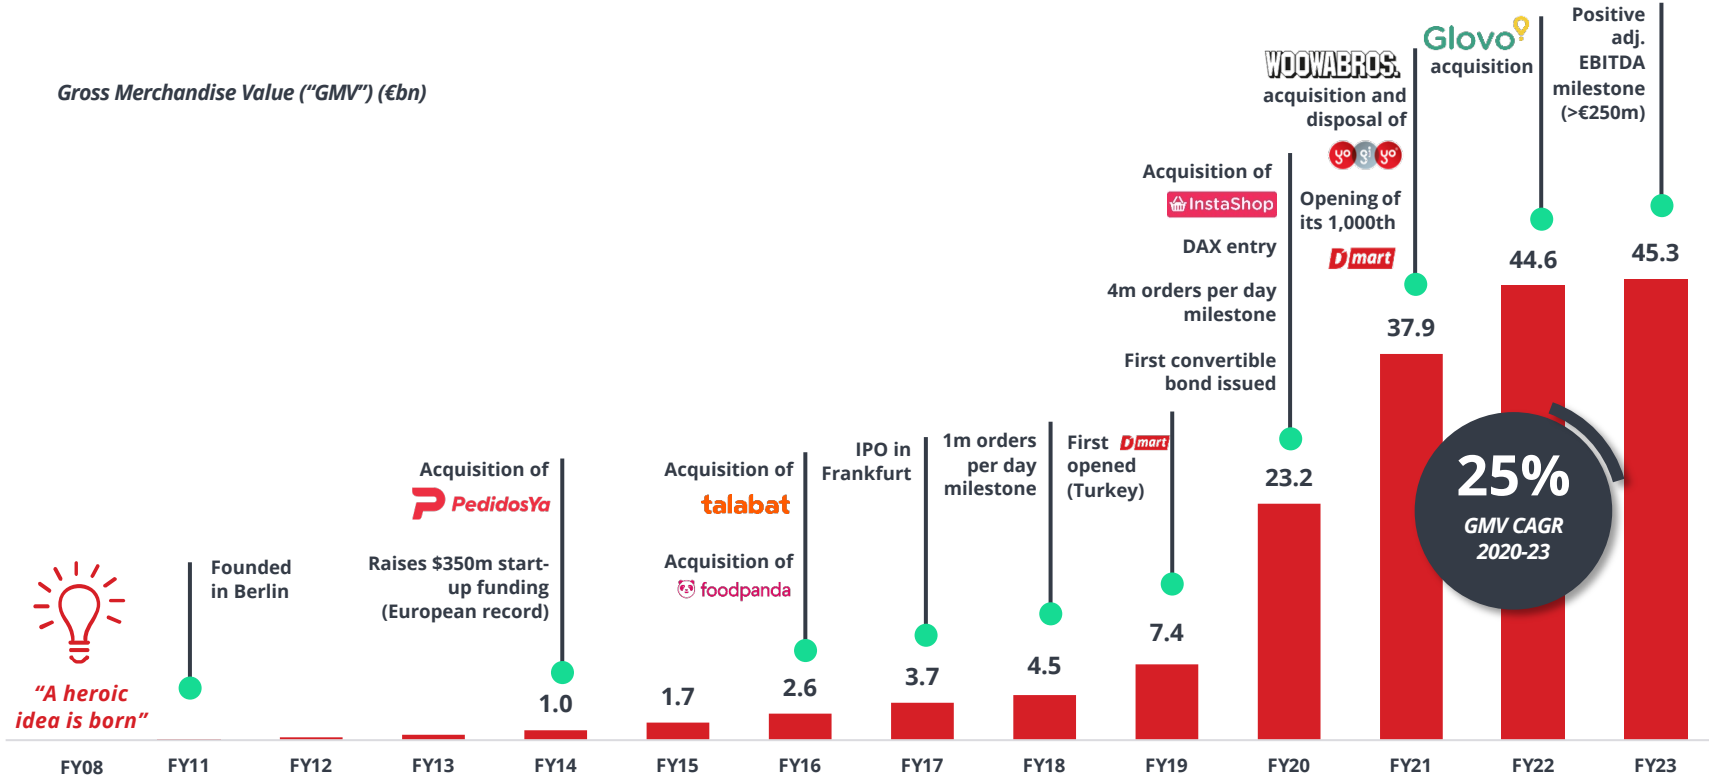 Gross Merchandise Value (“GMV”) (€bn)
“A heroic
idea is born”
Founded
in Berlin
Acquisition of
PedidosYa
Raises $350m start-
up funding
(European record)
Acquisition of
talabat
Acquisition of
foodpanda
IPO in
Frankfurt
1m orders
per day
milestone
First D mart
opened
(Turkey)
Acquisition of
InstaShop
DAX entry
4m orders per day
milestone
First convertible
bond issued
WOOWABROS.
acquisition and
disposal of
yo gi yo
Opening of
its 1,000th
D mart
Glovo
acquisition
Positive
adj.
EBITDA
milestone
(>€250m)
1.0
1.7
2.6
3.7
4.5
7.4
23.2
37.9
44.6
45.3
25%
GMV CAGR
2020-23
FY08
FY11
FY12
FY13
FY14
FY15
FY16
FY17
FY18
FY19
FY20
FY21
FY22
FY23